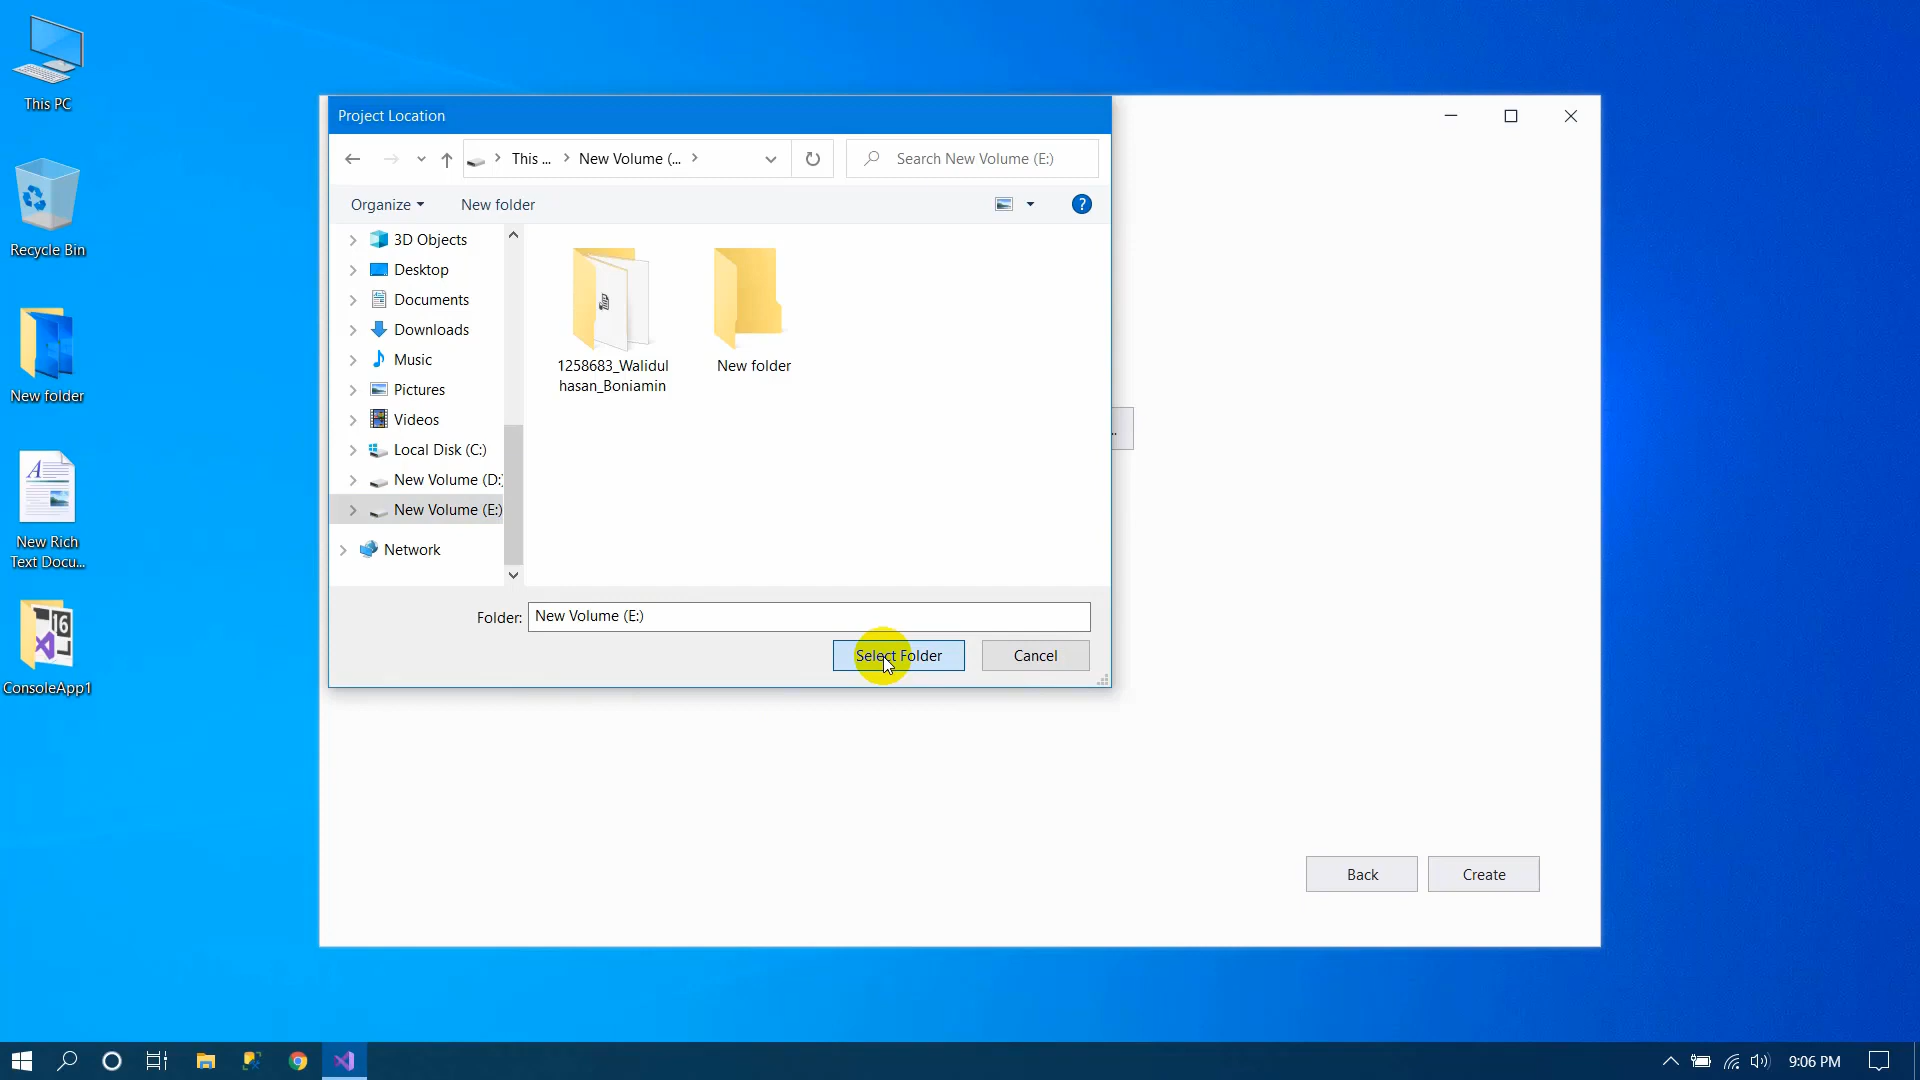 This PC
Recycle Bin
New folder
New Rich
Text Docu...
ConsoleApp1
Project Location
This ...
New Volume (...
Search New Volume (E:)
Organize
New folder
3D Objects
Desktop
Documents
Downloads
Music
Pictures
Videos
Local Disk (C:)
New Volume (D:
New Volume (E:)
Network
1258683_Walidul
hasan_Boniamin
New folder
Folder:
New Volume (E:)
Select Folder
Cancel
..
Back
Create
9:06 PM